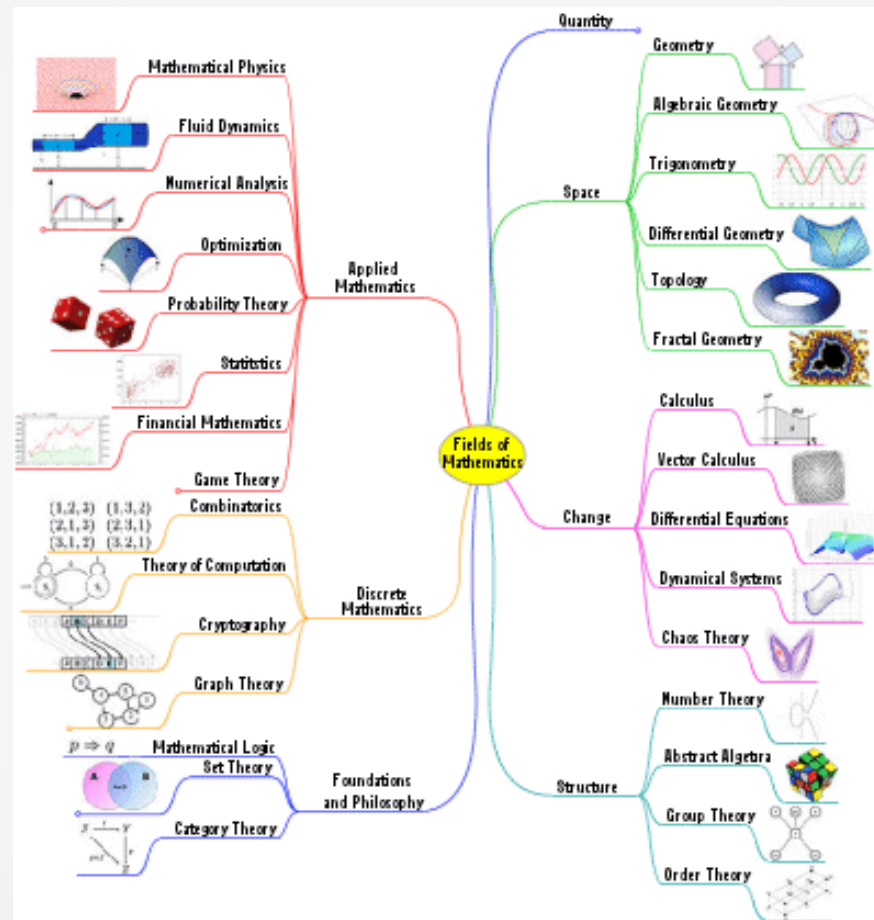 Quantity
Geometry
Mathematical Physics
Algebraic Geometry
Fluid Dynamics
Trigonometry
Numerical Analysis
Space
Differential Geometry
Optimization
Applied
Mathematics
Topology
Probability Theory
Fractal Geometry
Statitstics
Calculus
Financial Mathematics
Fields of
Mathematics
Vector Calculus
Game Theory
Combinatorics
(1,2,3) (1,3,2)
(2,1,3) (2,3,1)
(3,1,2) (3,2,1)
Change
Differential Equations
Theory of Computation
Dynamical Systems
Discrete
Mathematics
Cryptography
Chaos Theory
Graph Theory
Number Theory
p ⇒ q
Mathematical Logic
Set Theory
A B
Abstract Algetra
Foundations
and Philosophy
Structure
Group Theory
Category Theory
Order Theory